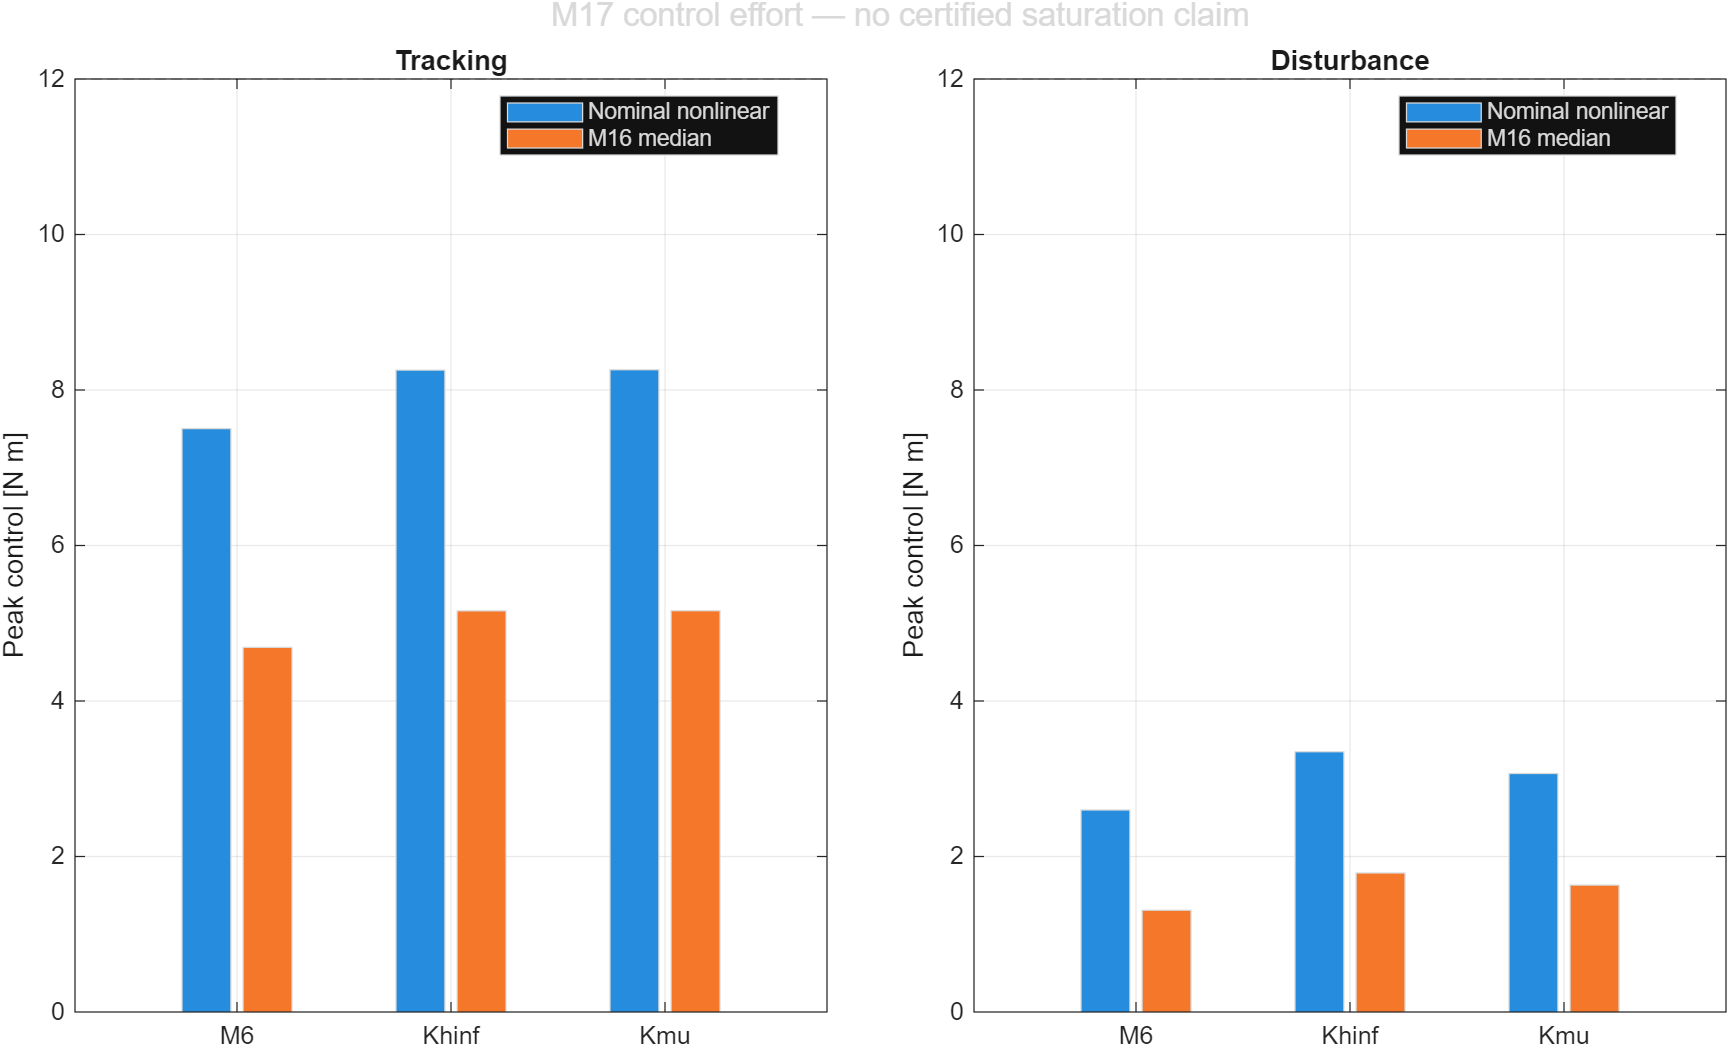 M17 control effort — no certified saturation claim
Tracking
12
10
8
6
4
2
0
Peak control [N m]
Nominal nonlinear
M16 median
M6
Khinf
Kmu
Disturbance
12
10
8
6
4
2
0
Peak control [N m]
Nominal nonlinear
M16 median
M6
Khinf
Kmu